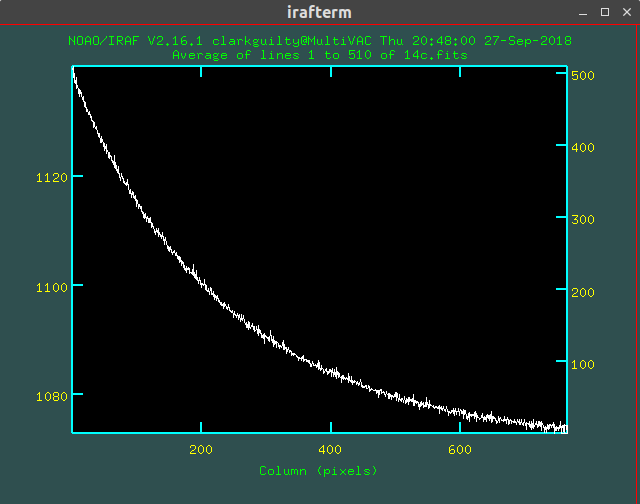 irafterm
NOAO/IRAF V2.16.1 clarkguilty@MultiVAC Thu 20:48:00 27-Sep-2018
Average of lines 1 to 510 of 14c.fits
500
400
1120
300
1100
200
100
1080
200 400 600
Column (pixels)